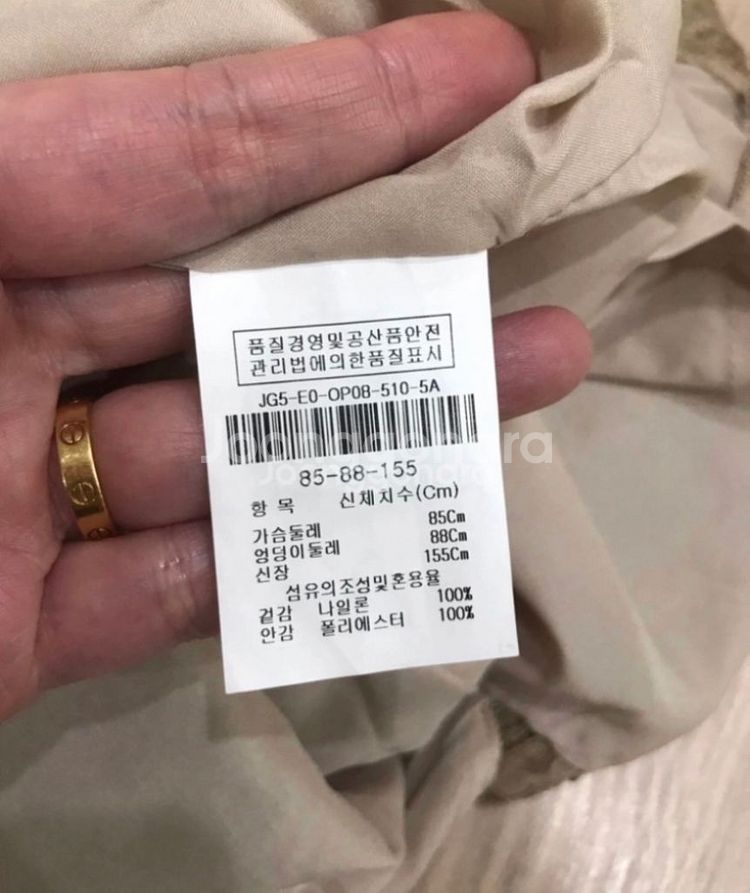 품질경영및공산품안전
관리법에의한품질표시
JG5-E0-OP08-510-5A
Joonggonara
Joonggonara
85-88-155
항 목 신체치수(Cm)
가슴둘레 85Cm
엉덩이둘레 88Cm
신장 155Cm
섬유의조성및혼용율
겉감 나일론 100%
안감 폴리에스터 100%